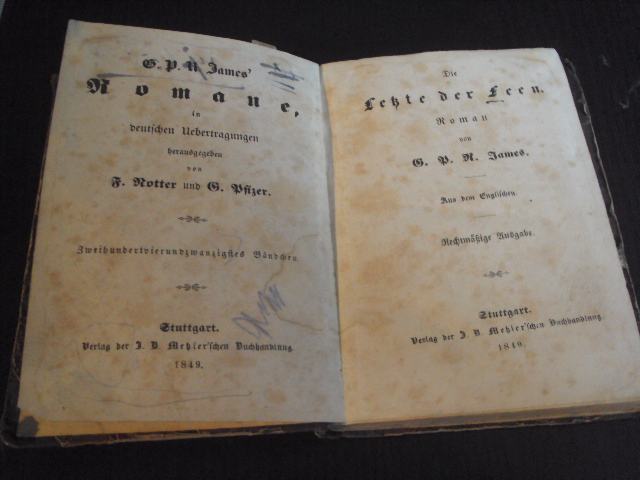 G. P. R. James'
Romane,
in
deutschen Uebertragungen
herausgegeben
von
F. Notter und G. Pfizer.
Zweihundertvierundzwanzigstes Bändchen.
Stuttgart.
Verlag der J. B. Metzler'schen Buchhandlung.
1849.
Die
Letzte der Feen.
Roman
von
G. P. R. James.
Aus dem Englischen.
Rechtmäßige Ausgabe.
Stuttgart.
Verlag der J. B. Metzler'schen Buchhandlung.
1849.